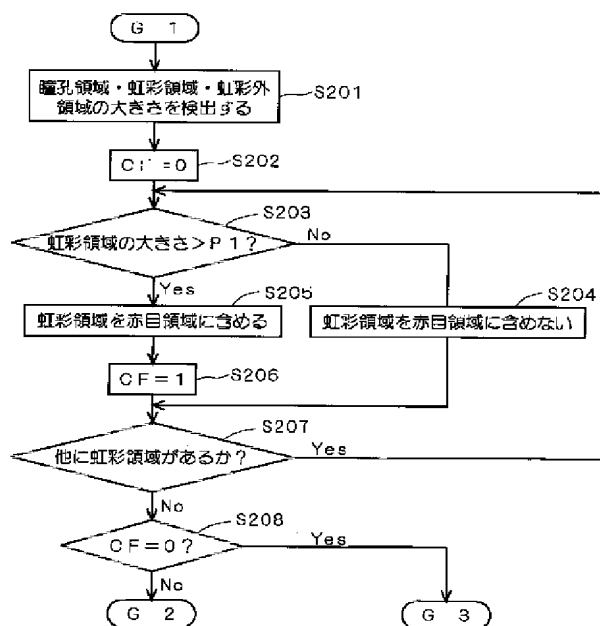 G 1
瞳孔領域・虹彩領域・虹彩外
領域の大きさを検出する
S201
CF=0
S202
S203
虹彩領域の大きさ>P1?
No
Yes
S205
S204
虹彩領域を赤目領域に含める
虹彩領域を赤目領域に含めない
CF=1
S206
S207
他に虹彩領域があるか?
Yes
No
S208
CF=0?
Yes
No
G 2
G 3